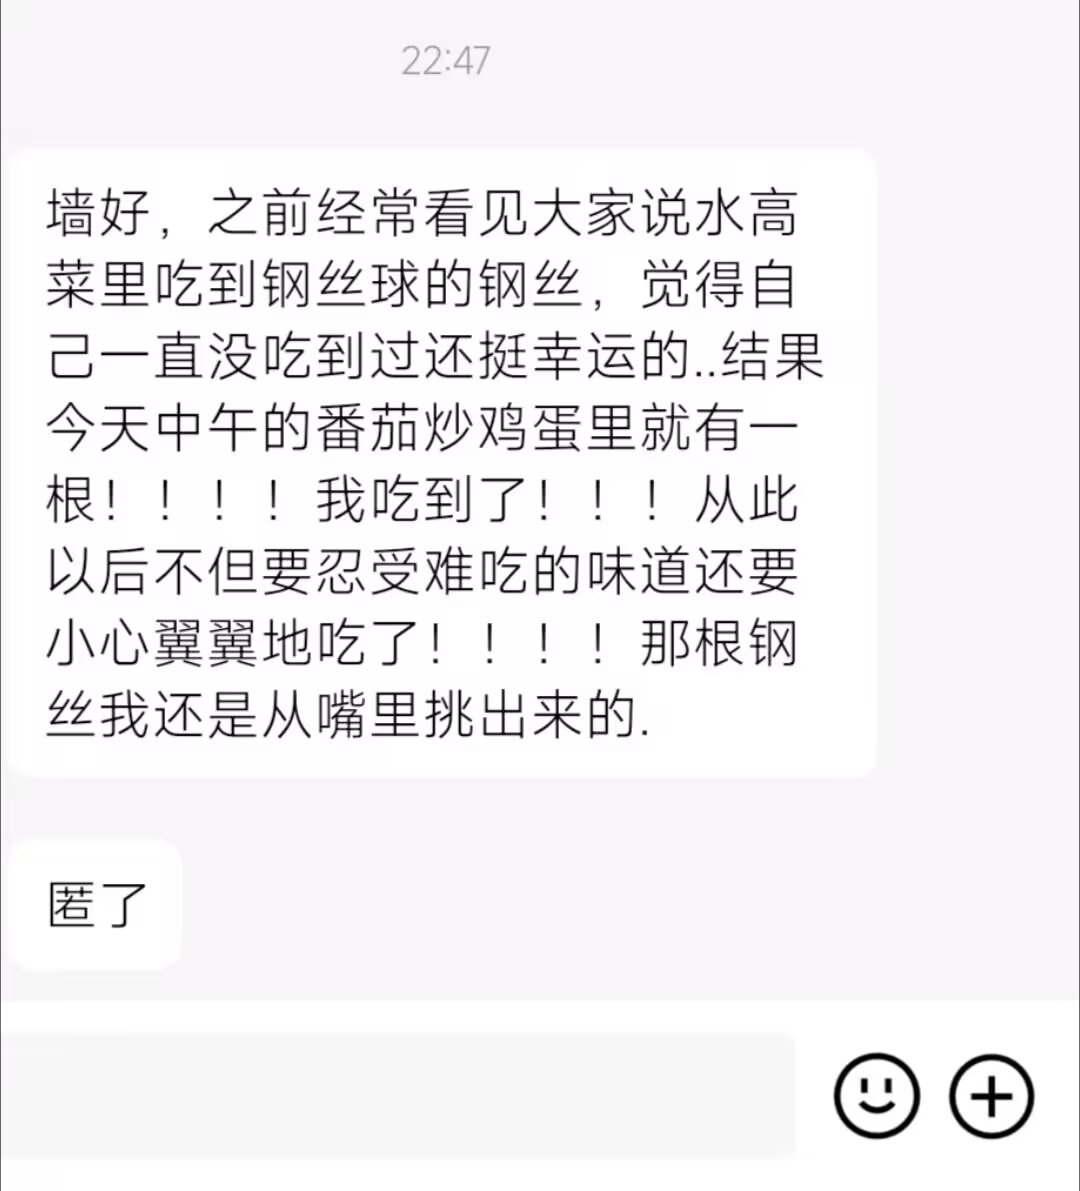 22:47
墙好，之前经常看见大家说水高
菜里吃到钢丝球的钢丝，觉得自
己一直没吃到过还挺幸运的..结果
今天中午的番茄炒鸡蛋里就有一
根！！！！我吃到了！！！从此
以后不但要忍受难吃的味道还要
小心翼翼地吃了！！！！那根钢
丝我还是从嘴里挑出来的.
匿了